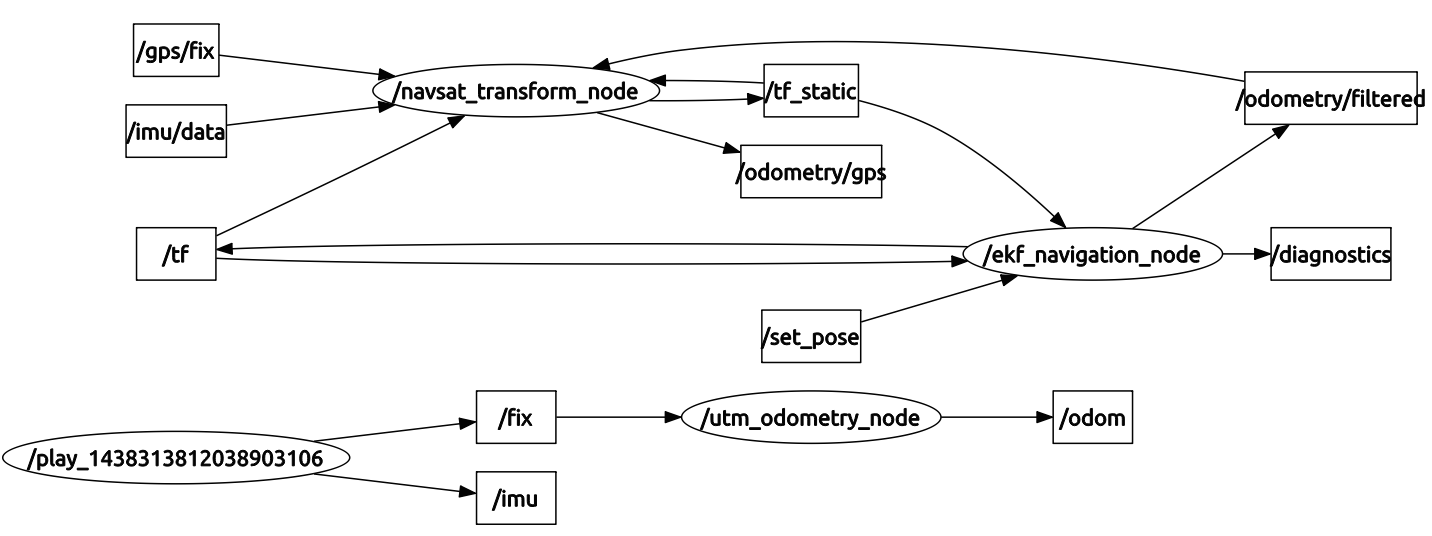 /gps/fix
/navsat_transform_node
/tf_static
/odometry/filtered
/imu/data
/odometry/gps
/tf
/ekf_navigation_node
/diagnostics
/set_pose
/fix
/utm_odometry_node
/odom
/play_1438313812038903106
/imu